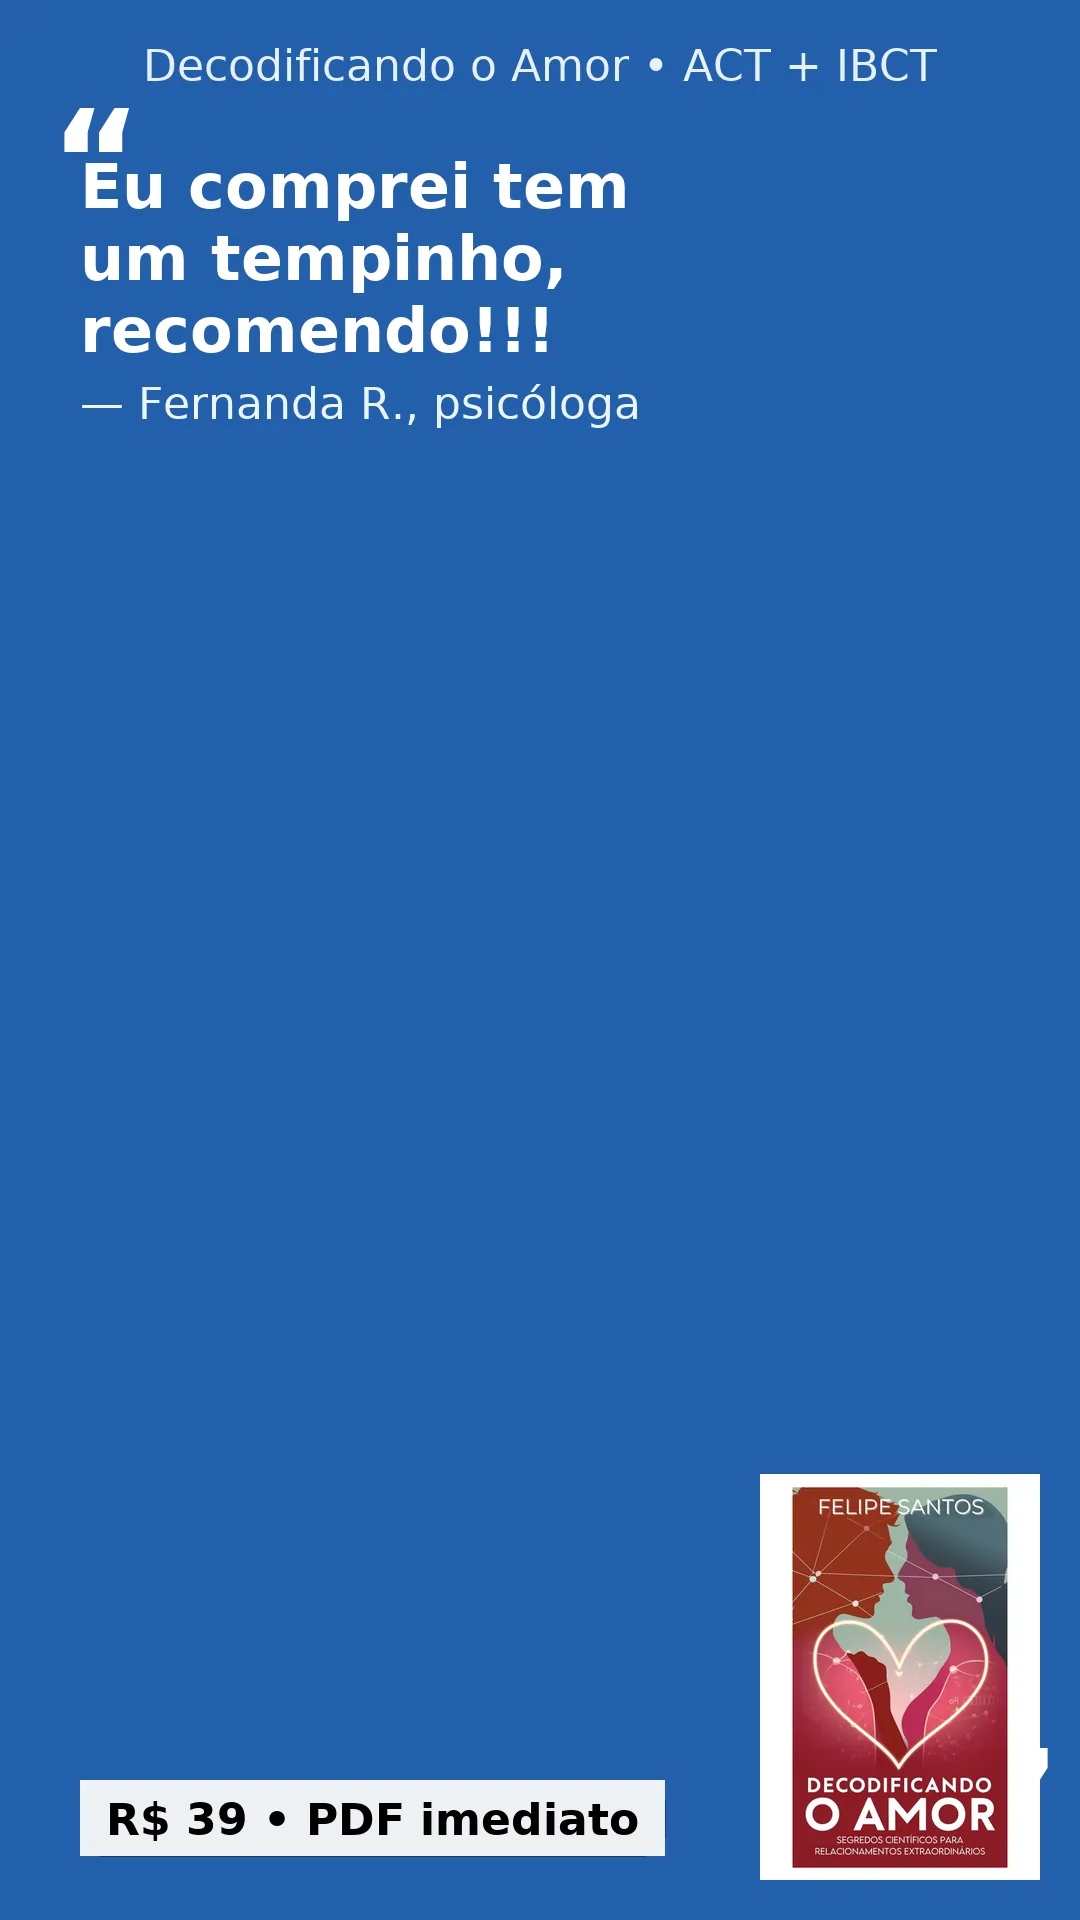 Decodificando o Amor • ACT + IBCT
“
Eu comprei tem
um tempinho,
recomendo!!!
— Fernanda R., psicóloga
FELIPE SANTOS
DECODIFICANDO
O AMOR
SEGREDOS CIENTÍFICOS PARA
RELACIONAMENTOS EXTRAORDINÁRIOS
R$ 39 • PDF imediato